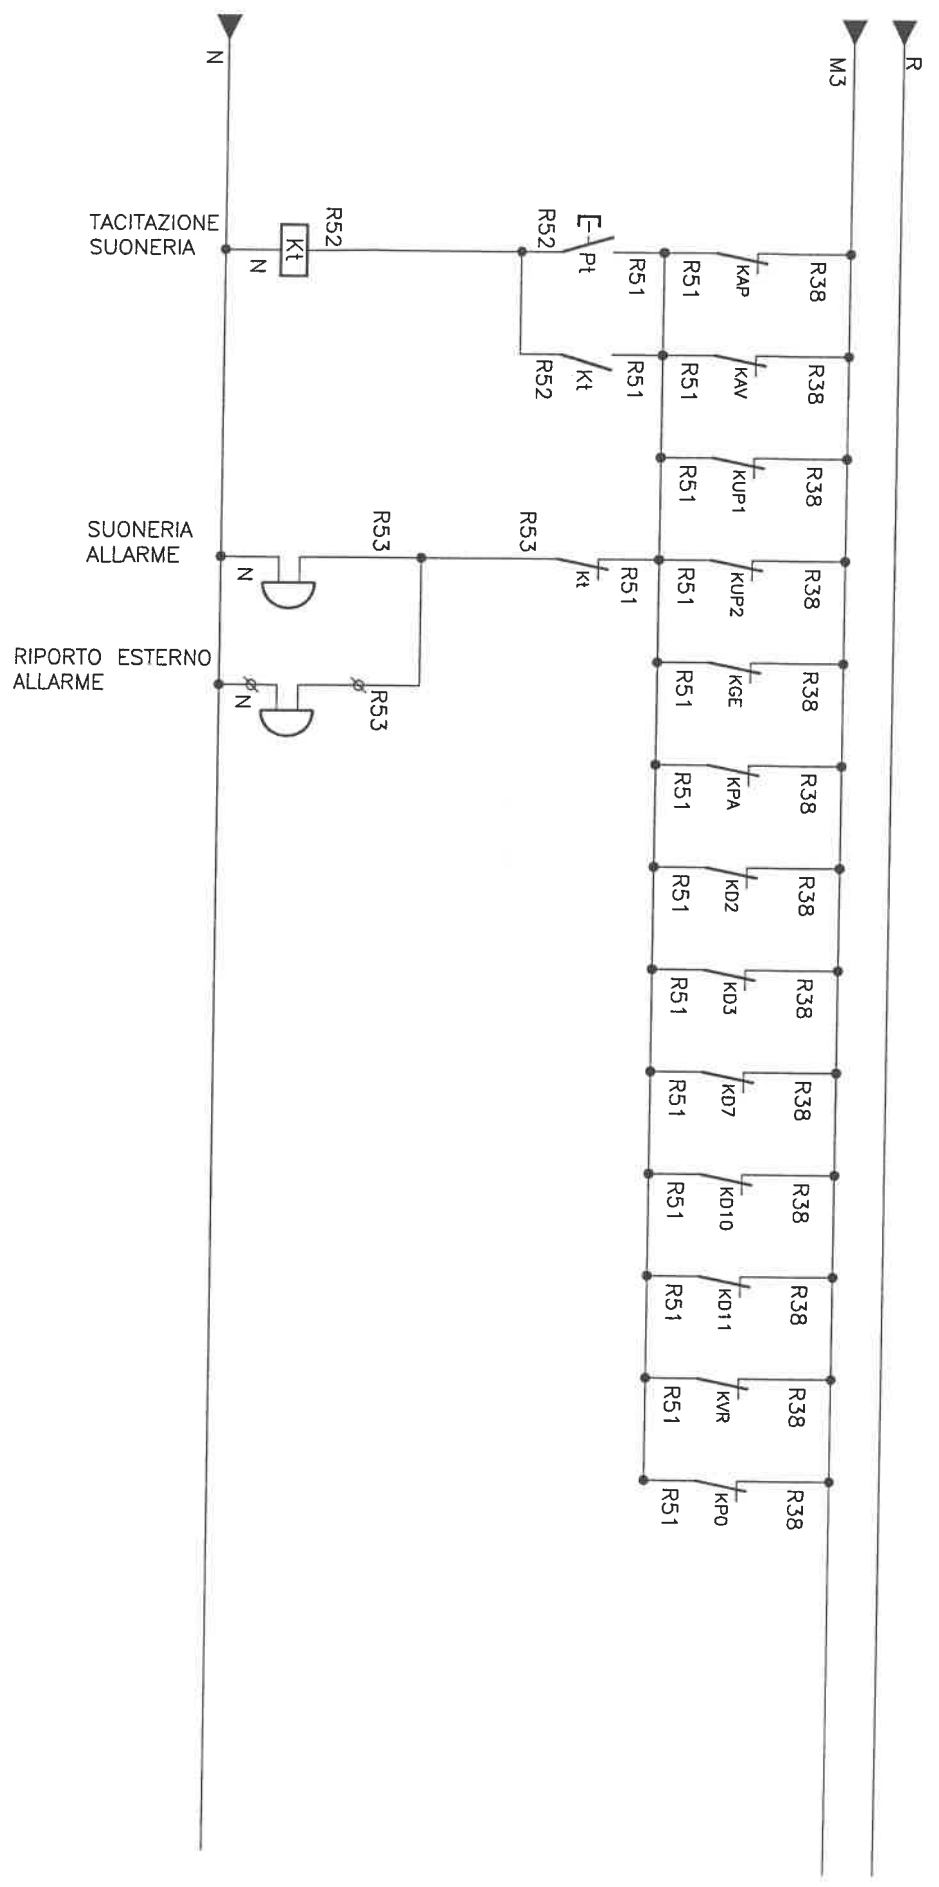 R
M3
N
TACITAZIONE
SUONERIA
N
Kt
R52
R52
Pt
R51
R51
KAP
R38
R52
Kt
R51
R51
KAV
R38
R51
KUP1
R38
SUONERIA
ALLARME
N
R53
R53
Kt
R51
R51
KUP2
R38
RIPORTO ESTERNO
ALLARME
N
R53
R51
KGE
R38
R51
KPA
R38
R51
KD2
R38
R51
KD3
R38
R51
KD7
R38
R51
KD10
R38
R51
KD11
R38
R51
KVR
R38
R51
KP0
R38